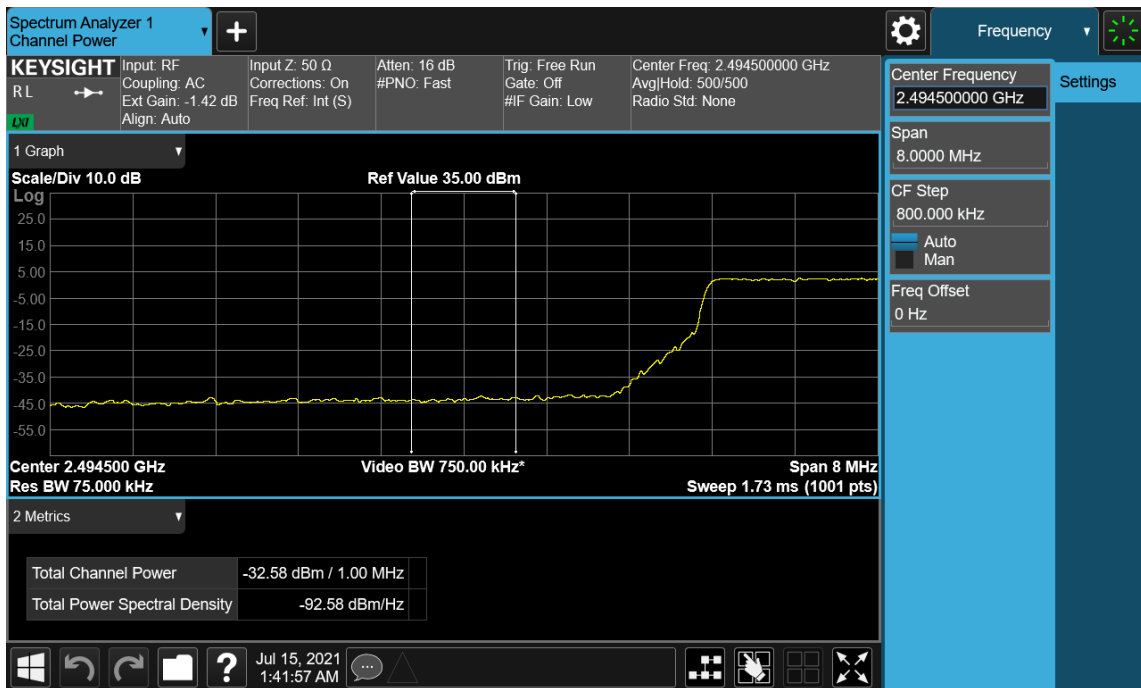 Spectrum Analyzer 1
Channel Power
+
Frequency
KEYSIGHT
R L
LXI
Input: RF
Coupling: AC
Ext Gain: -1.42 dB
Align: Auto
Input Z: 50 Ω
Corrections: On
Freq Ref: Int (S)
Atten: 16 dB
#PNO: Fast
Trig: Free Run
Gate: Off
#IF Gain: Low
Center Freq: 2.494500000 GHz
Avg|Hold: 500/500
Radio Std: None
Center Frequency
2.494500000 GHz
Settings
Span
8.0000 MHz
CF Step
800.000 kHz
Auto
Man
Freq Offset
0 Hz
1 Graph
Scale/Div 10.0 dB
Ref Value 35.00 dBm
Log
25.0
15.0
5.00
-5.00
-15.0
-25.0
-35.0
-45.0
-55.0
Center 2.494500 GHz
Video BW 750.00 kHz*
Span 8 MHz
Res BW 75.000 kHz
Sweep 1.73 ms (1001 pts)
2 Metrics
Total Channel Power
-32.58 dBm / 1.00 MHz
Total Power Spectral Density
-92.58 dBm/Hz
?
Jul 15, 2021
1:41:57 AM